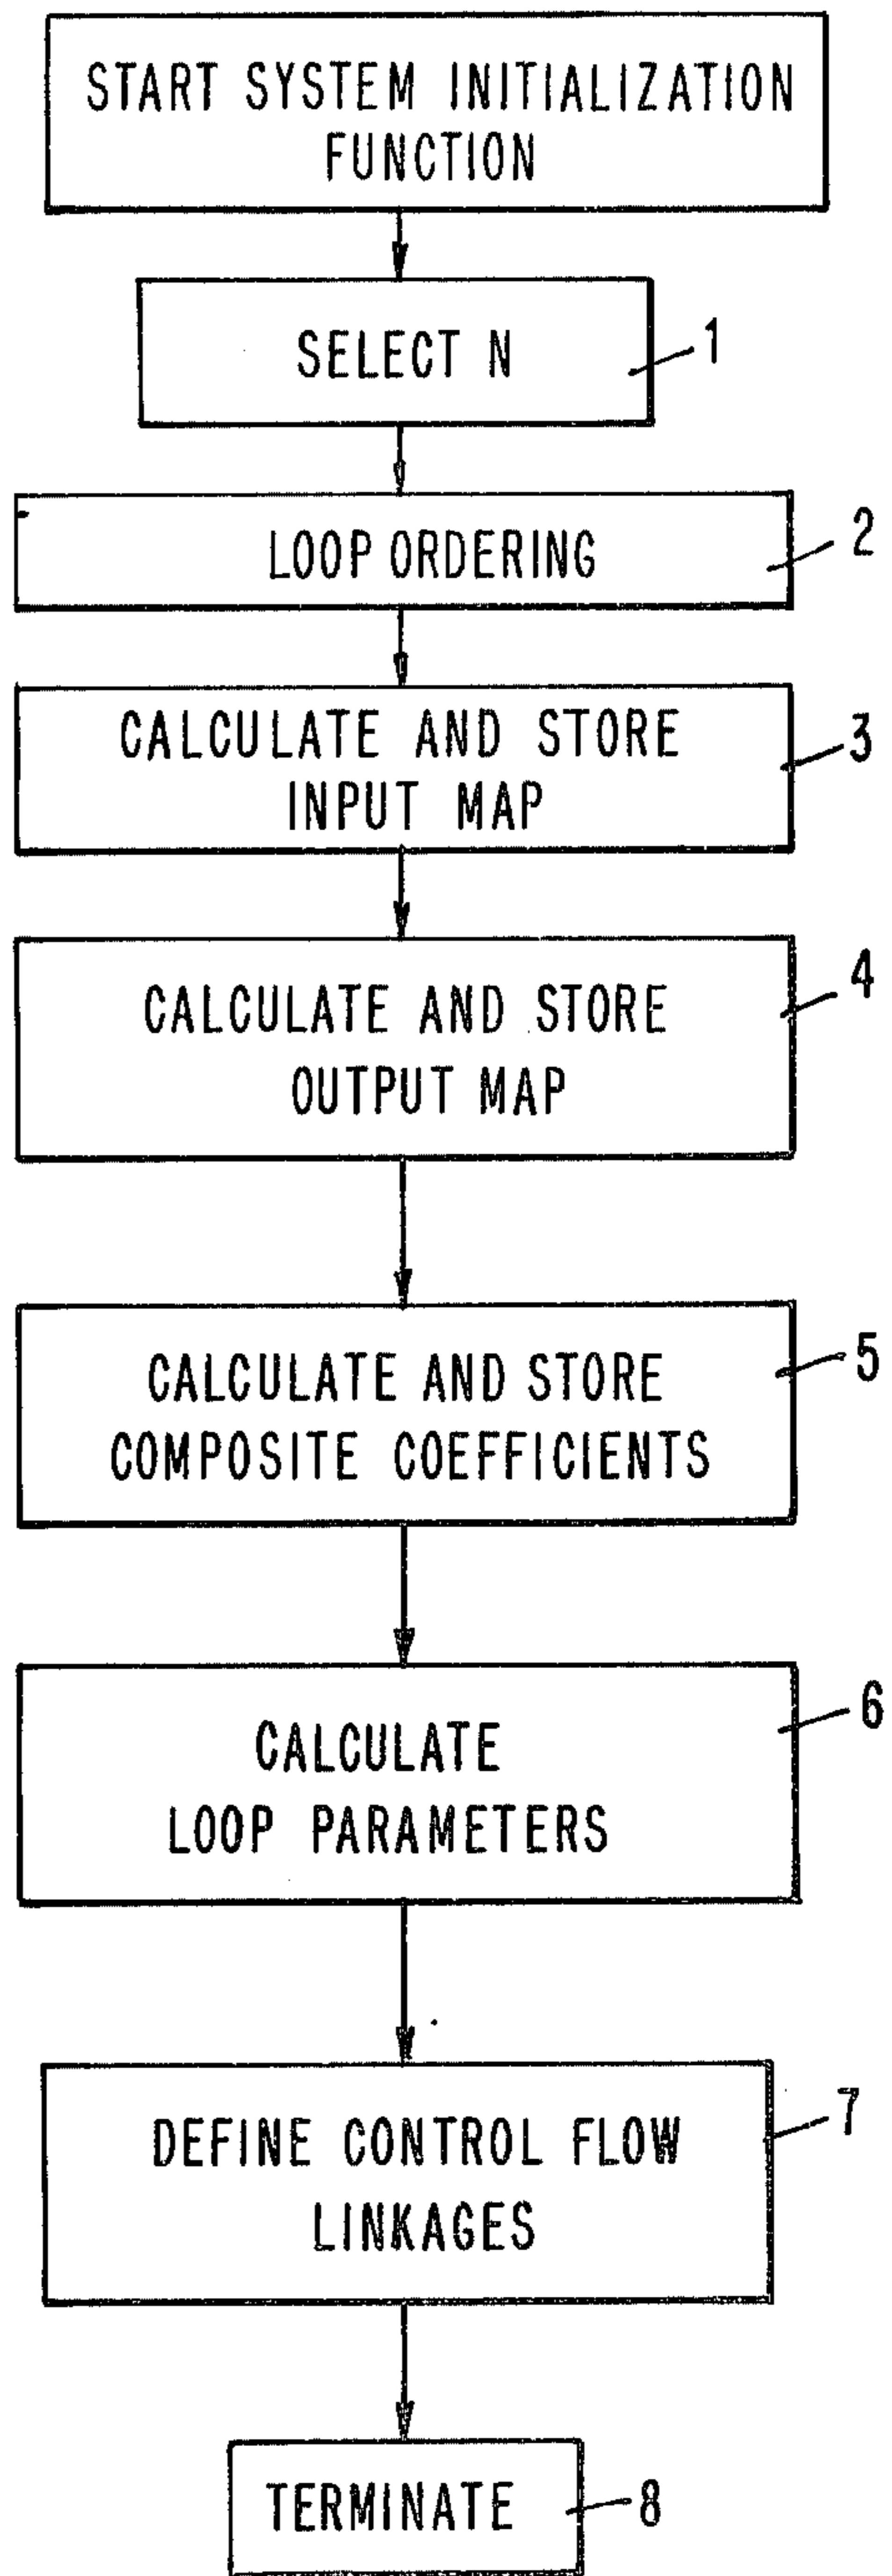 START SYSTEM INITIALIZATION
FUNCTION
SELECT N
1
LOOP ORDERING
2
CALCULATE AND STORE
INPUT MAP
3
CALCULATE AND STORE
OUTPUT MAP
4
CALCULATE AND STORE
COMPOSITE COEFFICIENTS
5
CALCULATE
LOOP PARAMETERS
6
DEFINE CONTROL FLOW
LINKAGES
7
TERMINATE
8